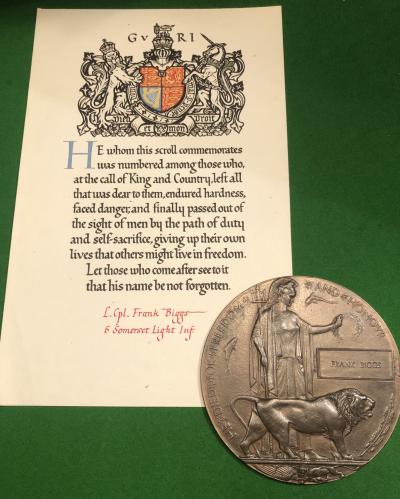 G V R I
Dieu et mon Droit
HE whom this scroll commemorates
was numbered among those who,
at the call of King and Country, left all
that was dear to them, endured hardness,
faced danger, and finally passed out of
the sight of men by the path of duty
and self-sacrifice, giving up their own
lives that others might live in freedom.
Let those who come after see to it
that his name be not forgotten.
L. Cpl. Frank Biggs
6 Somerset Light Inf
HE DIED FOR FREEDOM AND HONOVR
FRANK BIGGS